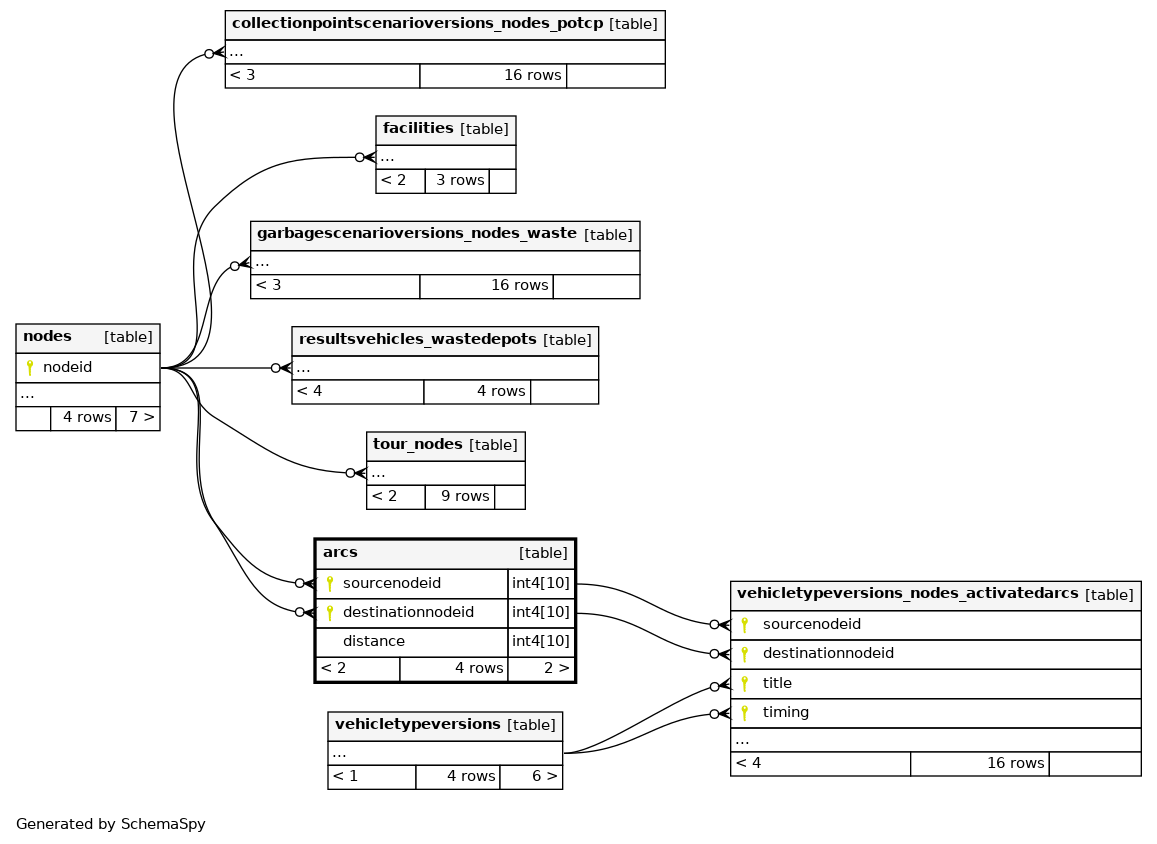 collectionpointscenarioversions_nodes_potcp [table]
...
< 3 16 rows
facilities [table]
...
< 2 3 rows
garbagescenarioversions_nodes_waste [table]
...
< 3 16 rows
nodes [table]
nodeid
...
4 rows 7 >
resultsvehicles_wastedepots [table]
...
< 4 4 rows
tour_nodes [table]
...
< 2 9 rows
arcs [table]
sourcenodeid int4[10]
destinationnodeid int4[10]
distance int4[10]
< 2 4 rows 2 >
vehicletypeversions_nodes_activatedarcs [table]
sourcenodeid
destinationnodeid
title
timing
...
< 4 16 rows
vehicletypeversions [table]
...
< 1 4 rows 6 >
Generated by SchemaSpy